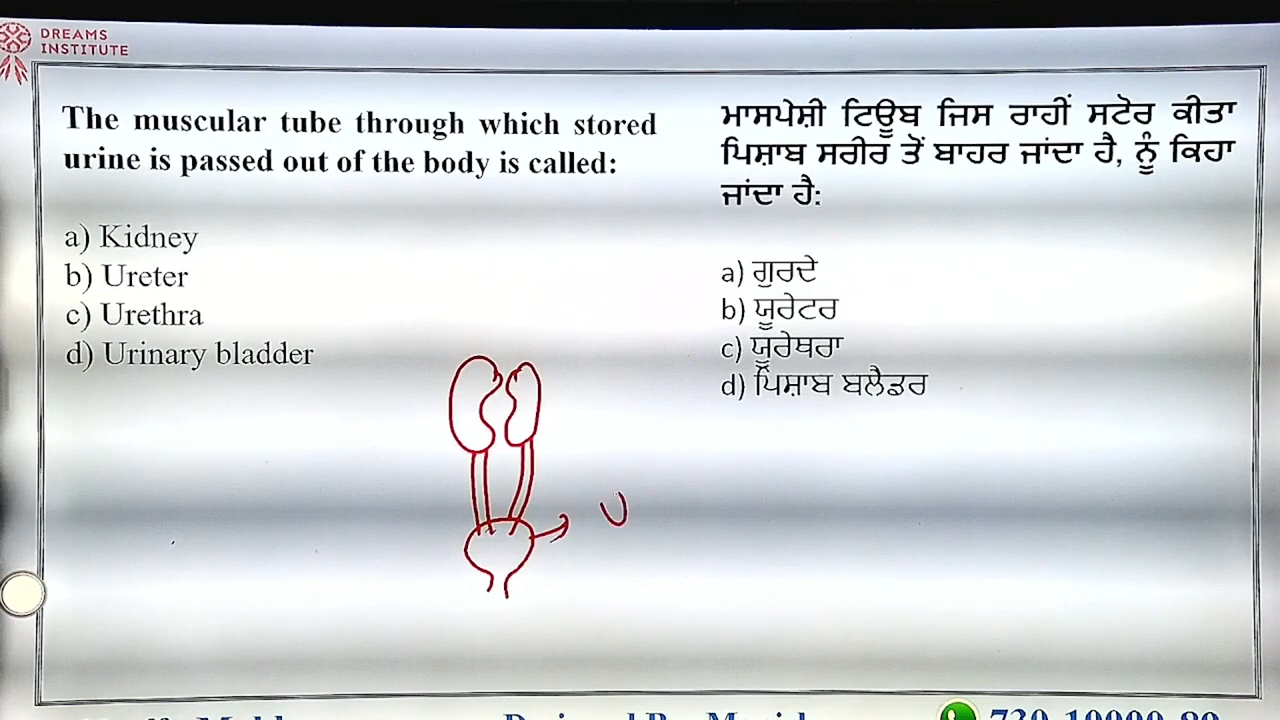 DREAMS
INSTITUTE
The muscular tube through which stored
urine is passed out of the body is called:
a) Kidney
b) Ureter
c) Urethra
d) Urinary bladder
ਮਾਸਪੇਸ਼ੀ ਟਿਊਬ ਜਿਸ ਰਾਹੀਂ ਸਟੋਰ ਕੀਤਾ
ਪਿਸ਼ਾਬ ਸਰੀਰ ਤੋਂ ਬਾਹਰ ਜਾਂਦਾ ਹੈ, ਨੂੰ ਕਿਹਾ
ਜਾਂਦਾ ਹੈ:
a) ਗੁਰਦੇ
b) ਯੂਰੇਟਰ
c) ਯੂਰੇਥਰਾ
d) ਪਿਸ਼ਾਬ ਬਲੈਡਰ
U